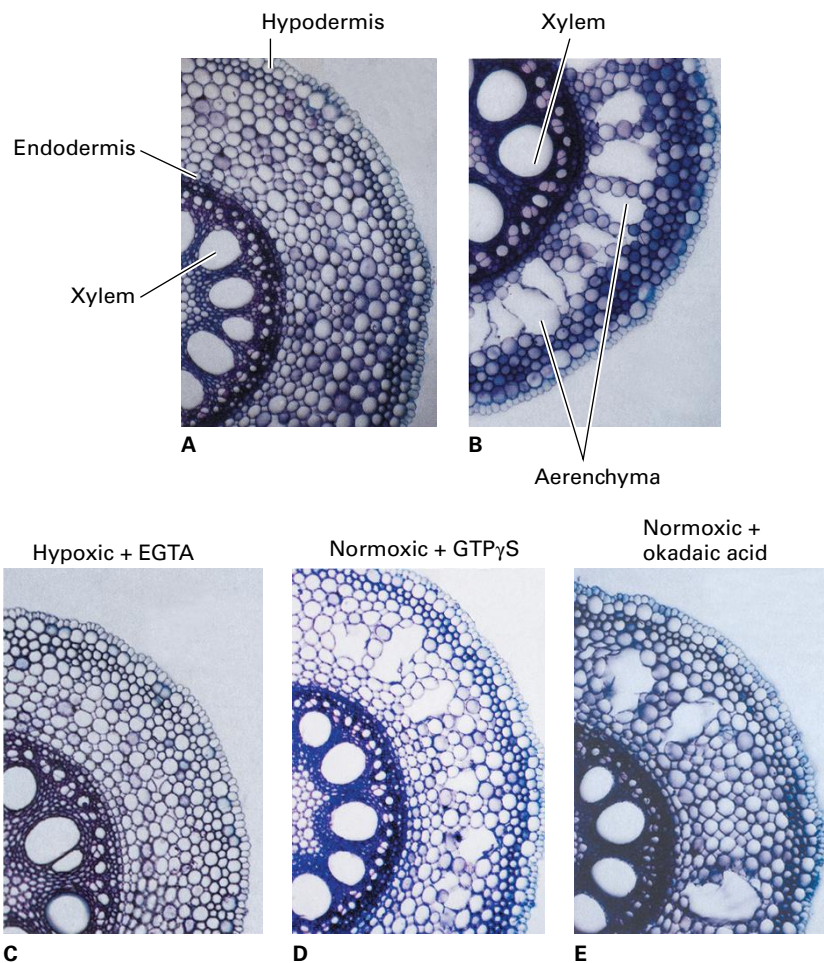 Hypodermis
Xylem
Endodermis
Xylem
A
B
Aerenchyma
Hypoxic + EGTA
Normoxic + GTPγS
Normoxic +
okadaic acid
C
D
E